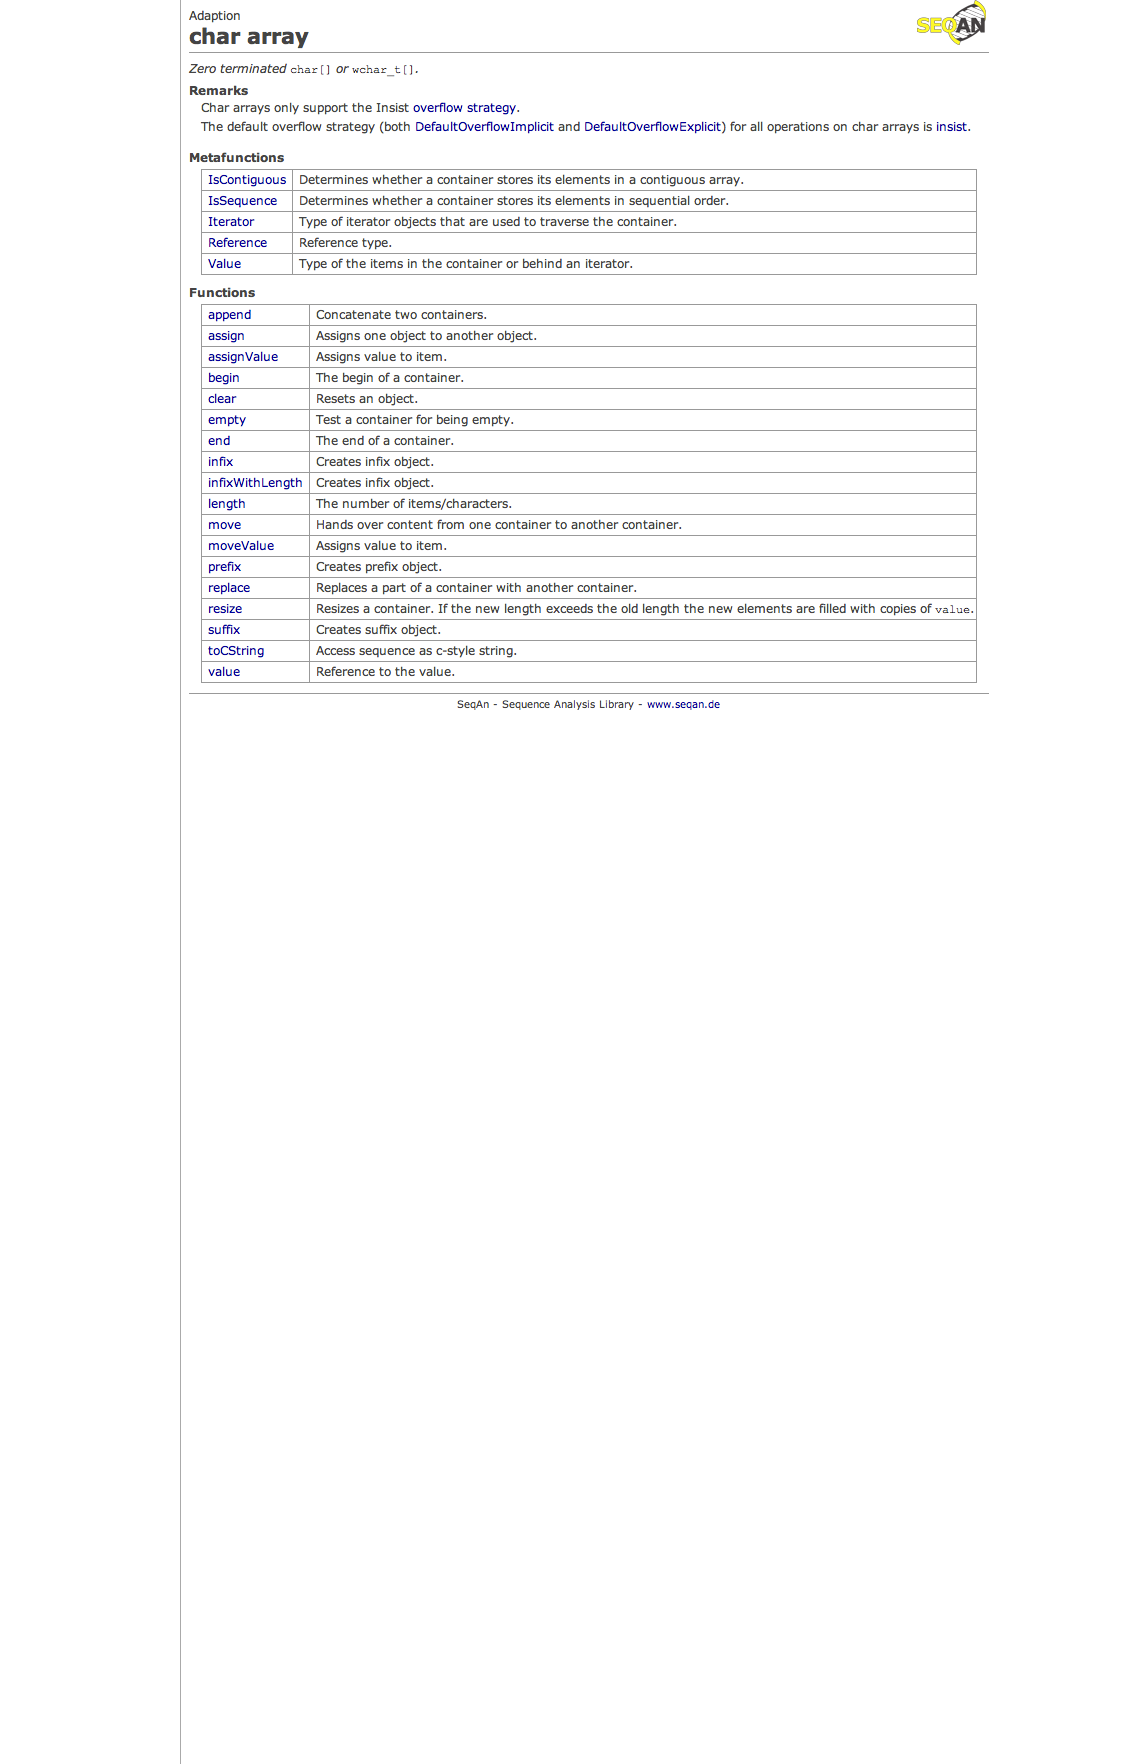 Adaption
char array
SEQAN
Zero terminated char[] or wchar_t[].
Remarks
Char arrays only support the Insist overflow strategy.
The default overflow strategy (both DefaultOverflowImplicit and DefaultOverflowExplicit) for all operations on char arrays is insist.
Metafunctions
IsContiguous Determines whether a container stores its elements in a contiguous array.
IsSequence Determines whether a container stores its elements in sequential order.
Iterator Type of iterator objects that are used to traverse the container.
Reference Reference type.
Value Type of the items in the container or behind an iterator.
Functions
append Concatenate two containers.
assign Assigns one object to another object.
assignValue Assigns value to item.
begin The begin of a container.
clear Resets an object.
empty Test a container for being empty.
end The end of a container.
infix Creates infix object.
infixWithLength Creates infix object.
length The number of items/characters.
move Hands over content from one container to another container.
moveValue Assigns value to item.
prefix Creates prefix object.
replace Replaces a part of a container with another container.
resize Resizes a container. If the new length exceeds the old length the new elements are filled with copies of value.
suffix Creates suffix object.
toCString Access sequence as c-style string.
value Reference to the value.
SeqAn - Sequence Analysis Library - www.seqan.de